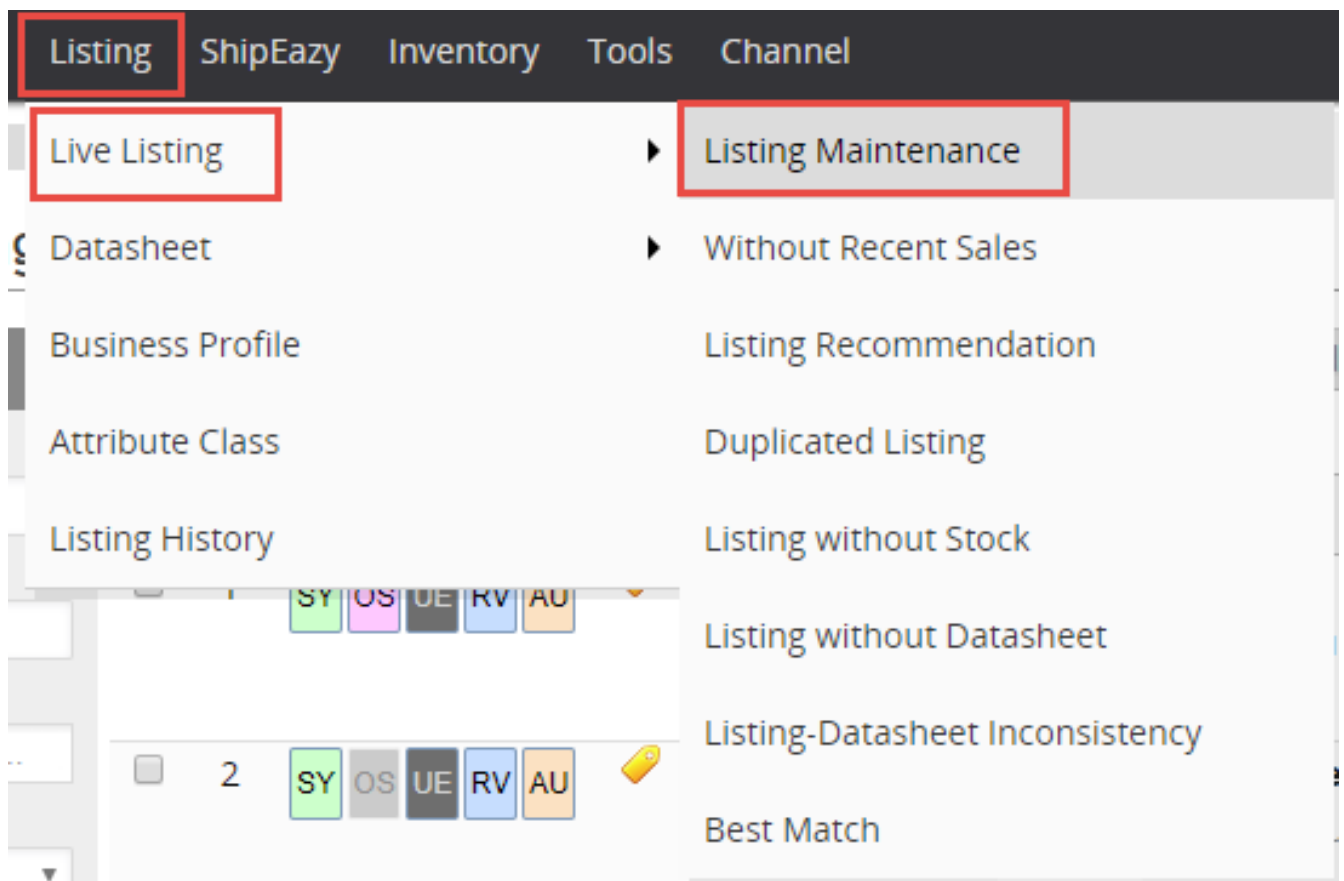 Listing ShipEazy Inventory Tools Channel
Live Listing
Datasheet
Business Profile
Attribute Class
Listing History
Listing Maintenance
Without Recent Sales
Listing Recommendation
Duplicated Listing
Listing without Stock
Listing without Datasheet
Listing-Datasheet Inconsistency
Best Match
SY OS UE RV AU
2 SY OS UE RV AU